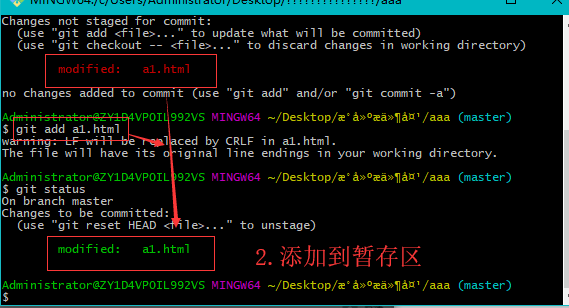 MINGW64:/c/Users/Administrator/Desktop/???????????????/aaa
Changes not staged for commit:
(use "git add <file>..." to update what will be committed)
(use "git checkout -- <file>..." to discard changes in working directory)
modified: a1.html
no changes added to commit (use "git add" and/or "git commit -a")
Administrator@ZY1D4VPOIL992VS MINGW64 ~/Desktop/æ°å»ºæä»¶å¤¹/aaa (master)
$ git add a1.html
warning: LF will be replaced by CRLF in a1.html.
The file will have its original line endings in your working directory.
Administrator@ZY1D4VPOIL992VS MINGW64 ~/Desktop/æ°å»ºæä»¶å¤¹/aaa (master)
$ git status
On branch master
Changes to be committed:
(use "git reset HEAD <file>..." to unstage)
modified: a1.html
2.添加到暂存区
Administrator@ZY1D4VPOIL992VS MINGW64 ~/Desktop/æ°å»ºæä»¶å¤¹/aaa (master)
$